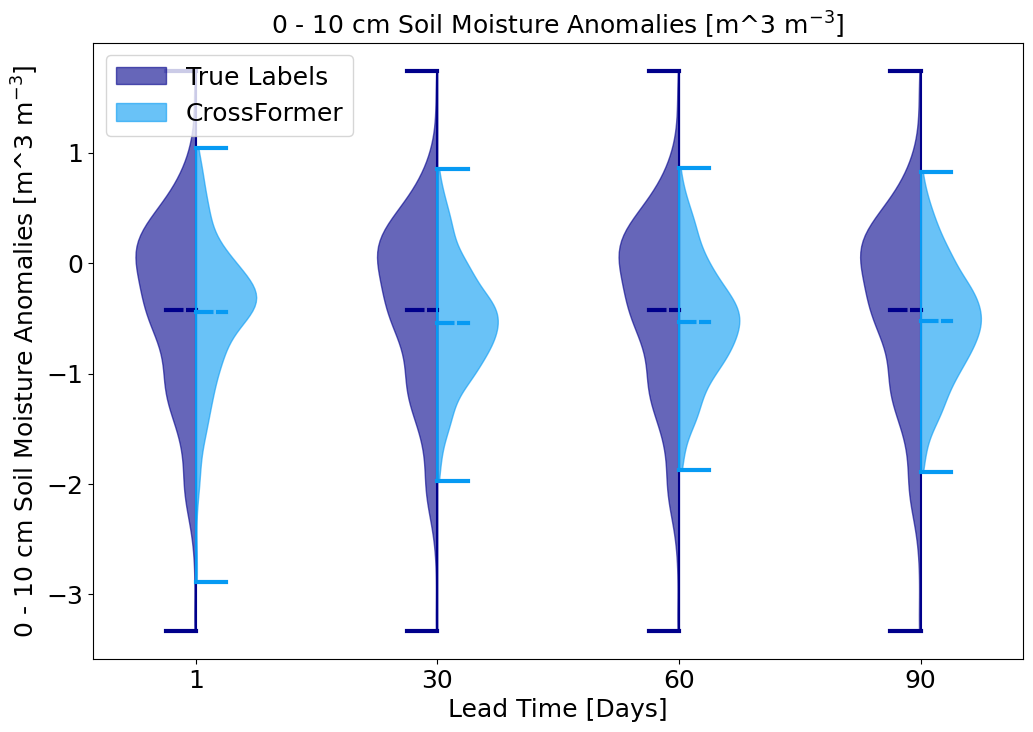 0 - 10 cm Soil Moisture Anomalies [m^3 m⁻³]
True Labels
CrossFormer
0 - 10 cm Soil Moisture Anomalies [m^3 m⁻³]
1
0
−1
−2
−3
1 30 60 90
Lead Time [Days]